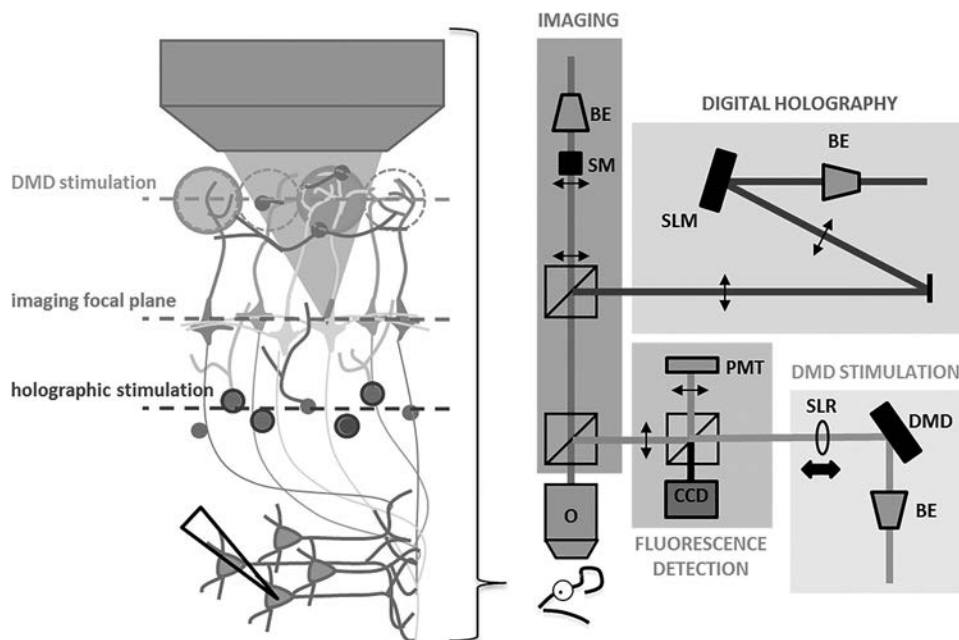 IMAGING
BE
SM
DIGITAL HOLOGRAPHY
BE
SLM
DMD stimulation
imaging focal plane
holographic stimulation
PMT
DMD STIMULATION
SLR
DMD
CCD
BE
O
FLUORESCENCE
DETECTION